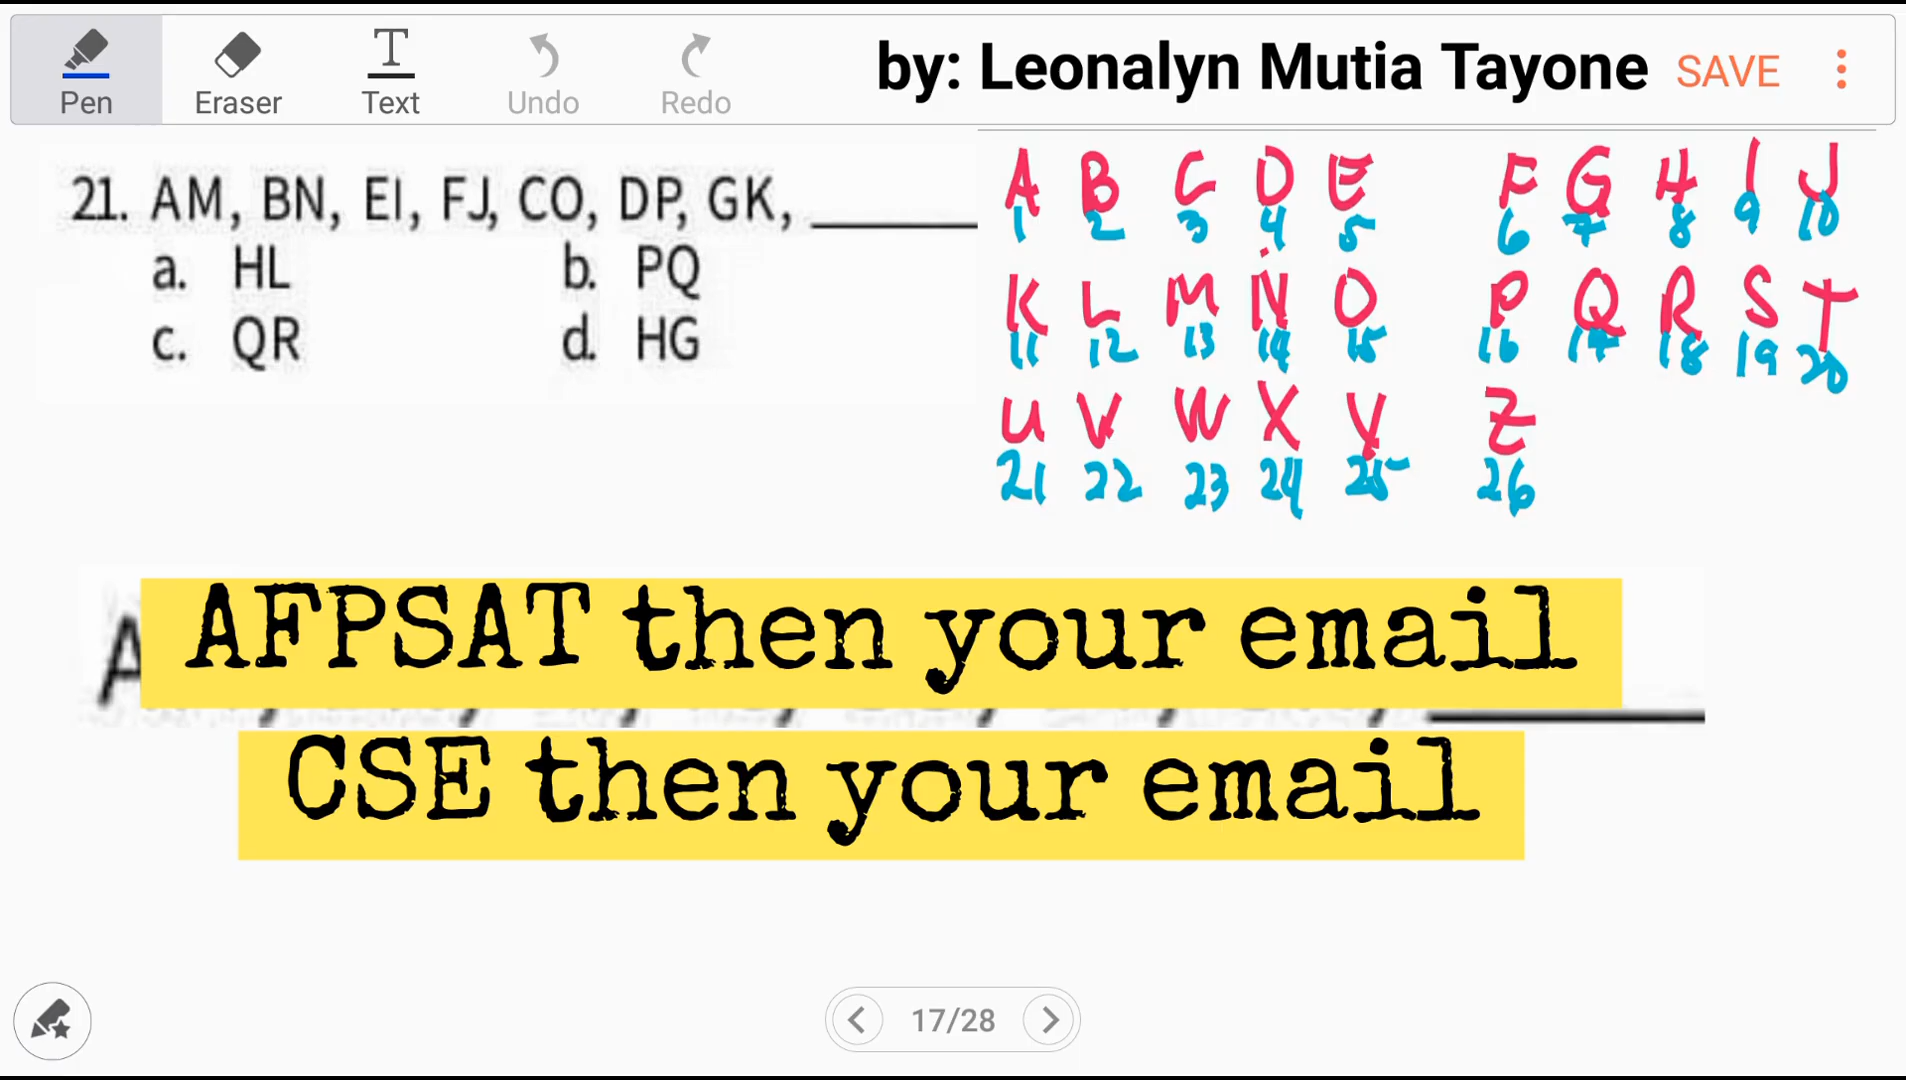 Pen Eraser Text Undo Redo by: Leonalyn Mutia Tayone SAVE
21. AM, BN, EI, FJ, CO, DP, GK, ______
a. HL b. PQ
c. QR d. HG
A B C D E F G H I J
1 2 3 4 5 6 7 8 9 10
K L M N O P Q R S T
11 12 13 14 15 16 17 18 19 20
U V W X Y Z
21 22 23 24 25 26
AFPSAT then your email
CSE then your email
17/28